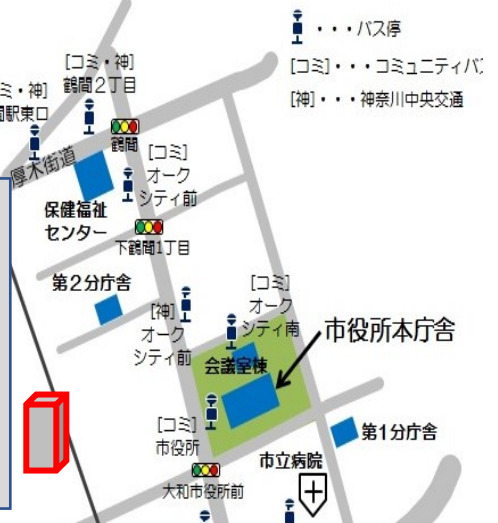 ・・・バス停
[コミ]・・・コミュニティバス
[神]・・・神奈川中央交通
[コミ・神]
鶴間2丁目
ミ・神]
間駅東口
鶴間
厚木街道
[コミ]
オーク
シティ前
保健福祉
センター
下鶴間1丁目
第2分庁舎
[神]
オーク
シティ前
[コミ]
オーク
シティ南
市役所本庁舎
会議室棟
[コミ]
市役所
第1分庁舎
市立病院
大和市役所前